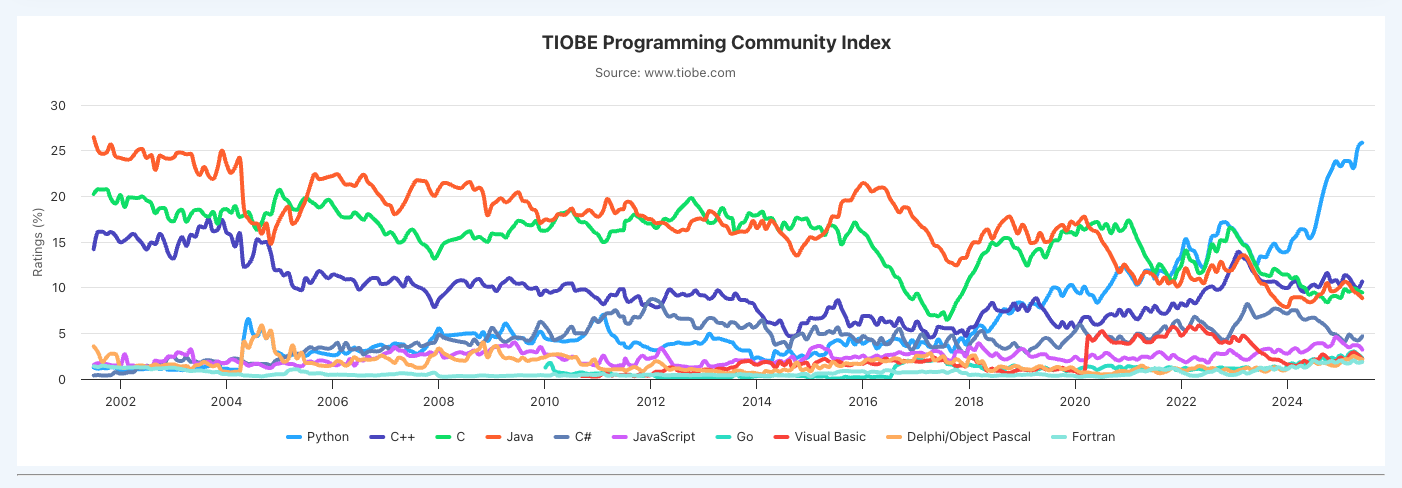 TIOBE Programming Community Index
Source: www.tiobe.com
Ratings (%)
30
25
20
15
10
5
0
2002 2004 2006 2008 2010 2012 2014 2016 2018 2020 2022 2024
Python C++ C Java C# JavaScript Go Visual Basic Delphi/Object Pascal Fortran